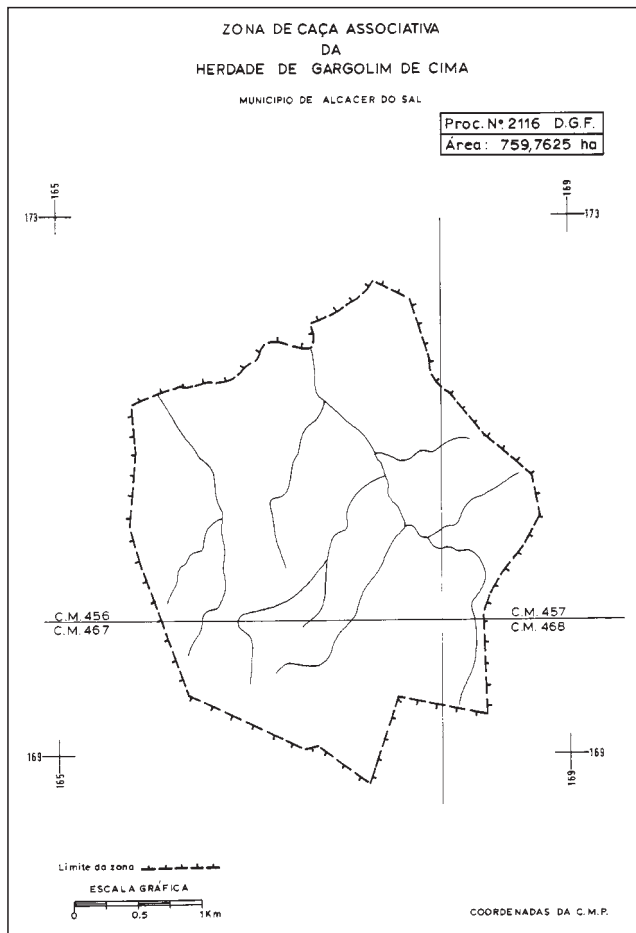 ZONA DE CAÇA ASSOCIATIVA
DA
HERDADE DE GARGOLIM DE CIMA
MUNICIPIO DE ALCACER DO SAL
Proc. Nº 2116 D.G.F.
Área: 759,7625 ha
165
173
169
173
C.M. 456
C.M. 467
C.M. 457
C.M. 468
169
165
169
169
Limite da zona
ESCALA GRÁFICA
0 0.5 1Km
COORDENADAS DA C.M.P.